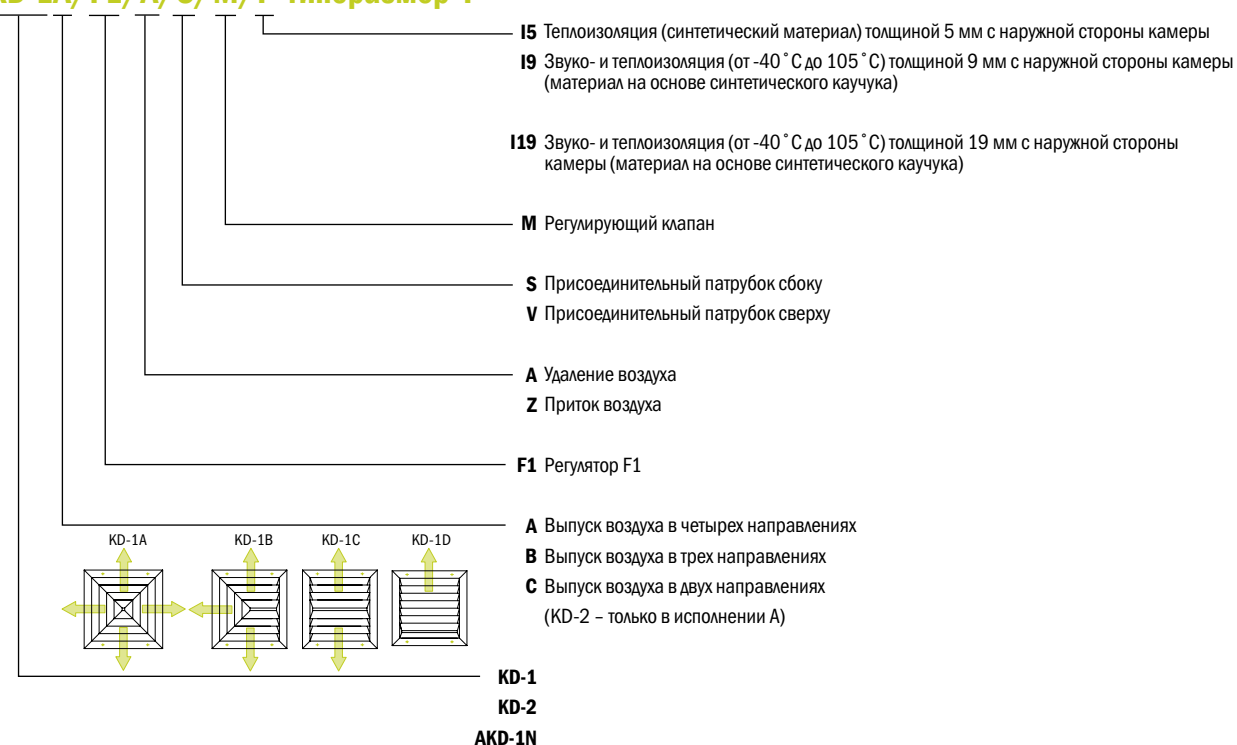 I5 Теплоизоляция (синтетический материал) толщиной 5 мм с наружной стороны камеры
I9 Звуко- и теплоизоляция (от -40 ˚С до 105 ˚С) толщиной 9 мм с наружной стороны камеры
(материал на основе синтетического каучука)
I19 Звуко- и теплоизоляция (от -40 ˚С до 105 ˚С) толщиной 19 мм с наружной стороны
камеры (материал на основе синтетического каучука)
M Регулирующий клапан
S Присоединительный патрубок сбоку
V Присоединительный патрубок сверху
A Удаление воздуха
Z Приток воздуха
F1 Регулятор F1
A Выпуск воздуха в четырех направлениях
B Выпуск воздуха в трех направлениях
C Выпуск воздуха в двух направлениях
(KD-2 – только в исполнении А)
KD-1A KD-1B KD-1C KD-1D
KD-1
KD-2
AKD-1N